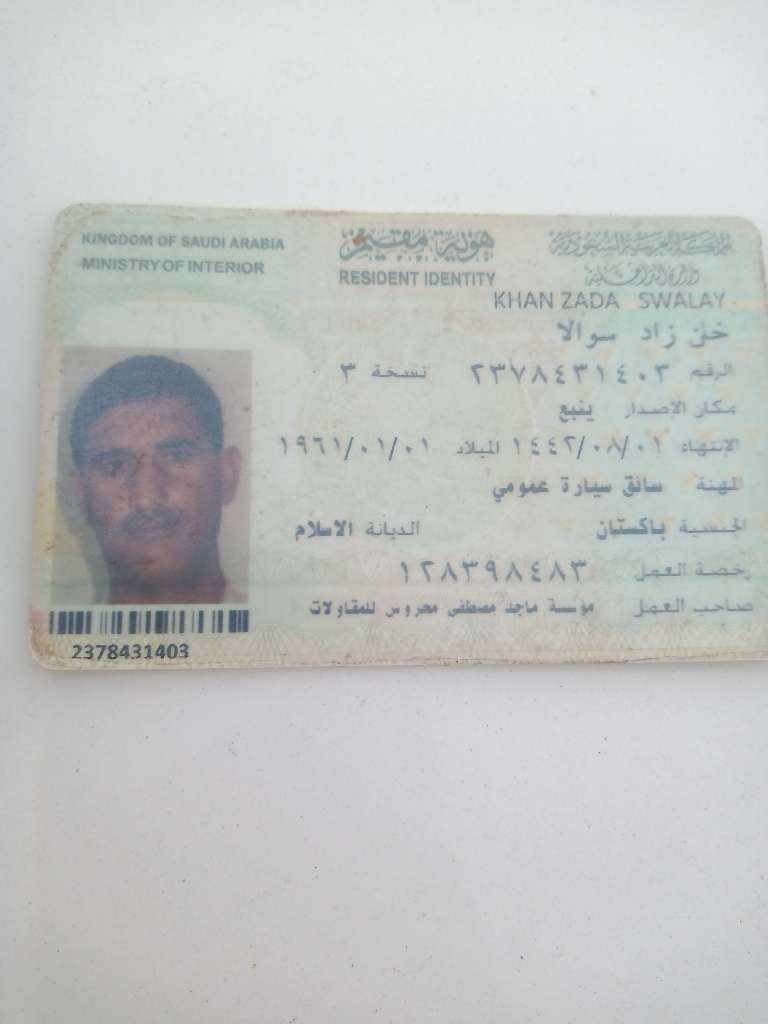 KINGDOM OF SAUDI ARABIA
MINISTRY OF INTERIOR
هوية مقيم
RESIDENT IDENTITY
المملكة العربية السعودية
وزارة الداخلية
KHAN ZADA SWALAY
خان زاد سوالا
الرقم ٢٣٧٨٤٣١٤٠٣ نسخة ٣
مكان الإصدار ينبع
الانتهاء ١٤٤٢/٠٨/٠١ الميلاد ١٩٦١/٠١/٠١
المهنة سائق سيارة عمومي
الجنسية باكستان الديانة الاسلام
رخصة العمل ١٢٨٣٩٨٤٨٣
صاحب العمل مؤسسة ماجد مصطفى محروس للمقاولات
2378431403